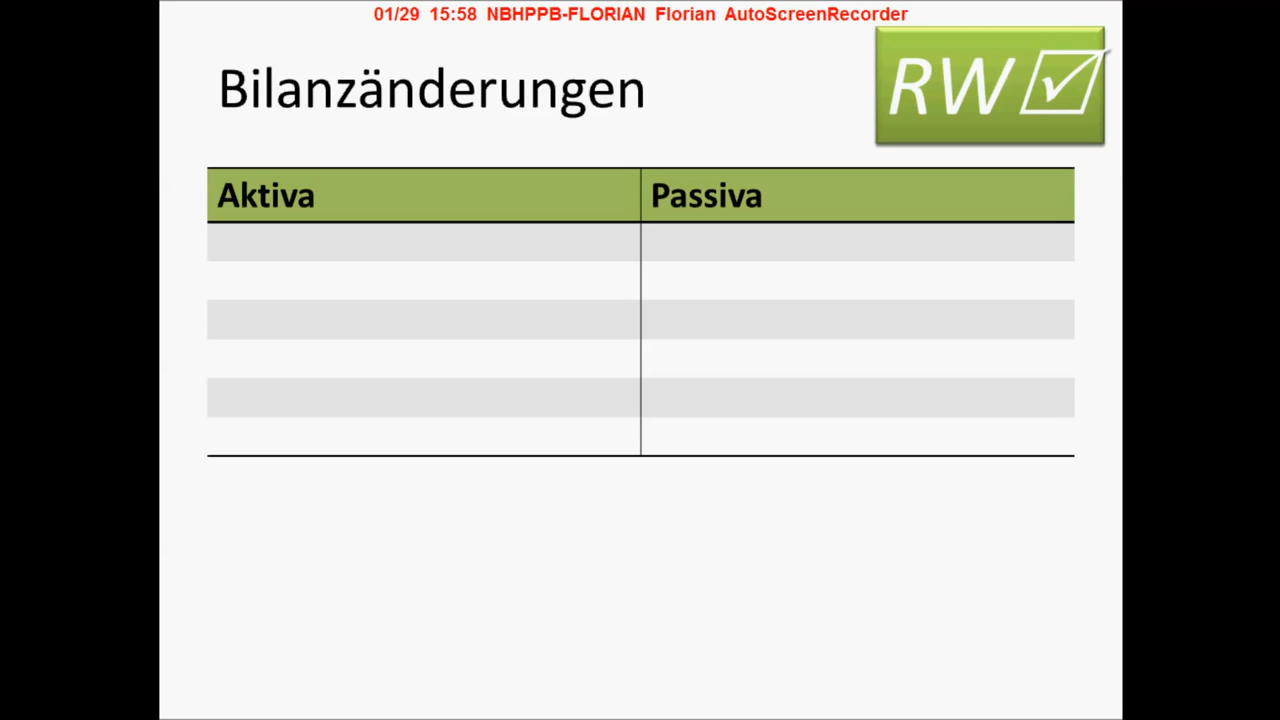 01/29 15:58 NBHPPB-FLORIAN Florian AutoScreenRecorder
Bilanzänderungen
RW
Aktiva
Passiva